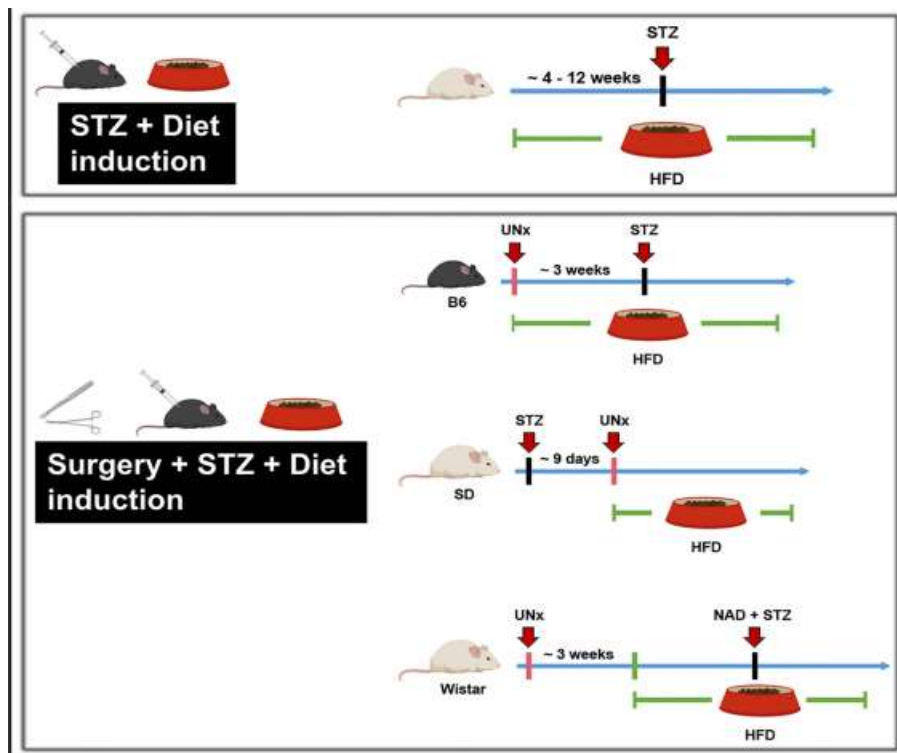 STZ + Diet
induction
STZ
~ 4 - 12 weeks
HFD
Surgery + STZ + Diet
induction
UNx
STZ
~ 3 weeks
B6
HFD
STZ
UNx
~ 9 days
SD
HFD
UNx
NAD + STZ
~ 3 weeks
Wistar
HFD